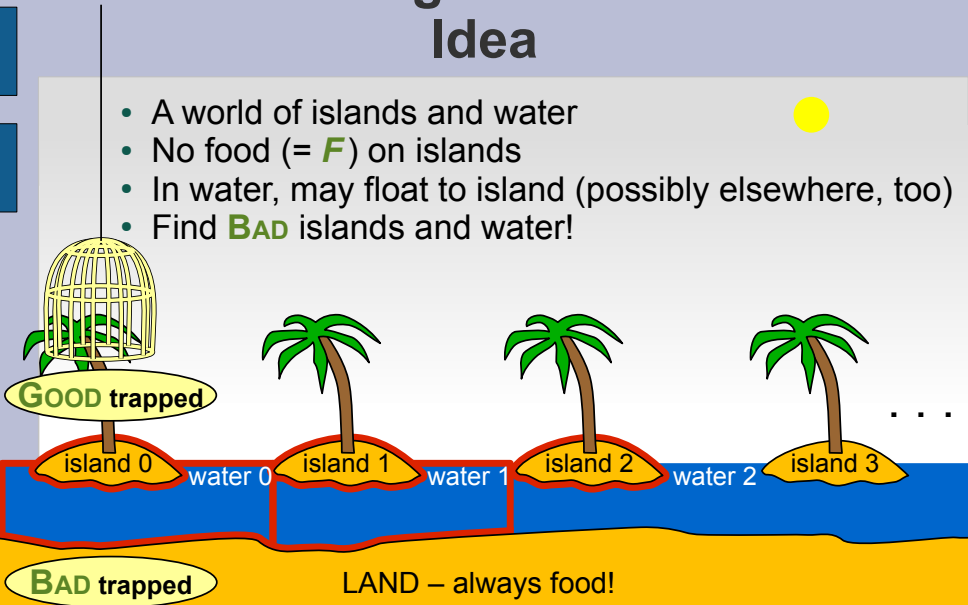 Idea
• A world of islands and water
• No food (= F) on islands
• In water, may float to island (possibly elsewhere, too)
• Find BAD islands and water!
GOOD trapped
. . .
island 0
water 0
island 1
water 1
island 2
water 2
island 3
BAD trapped
LAND – always food!